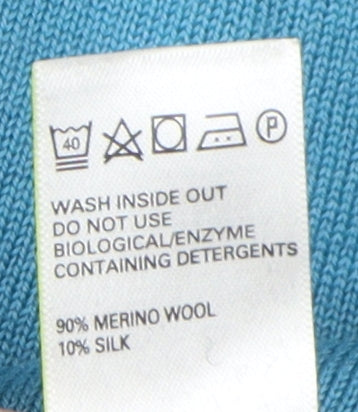 40 P
WASH INSIDE OUT
DO NOT USE
BIOLOGICAL/ENZYME
CONTAINING DETERGENTS
90% MERINO WOOL
10% SILK